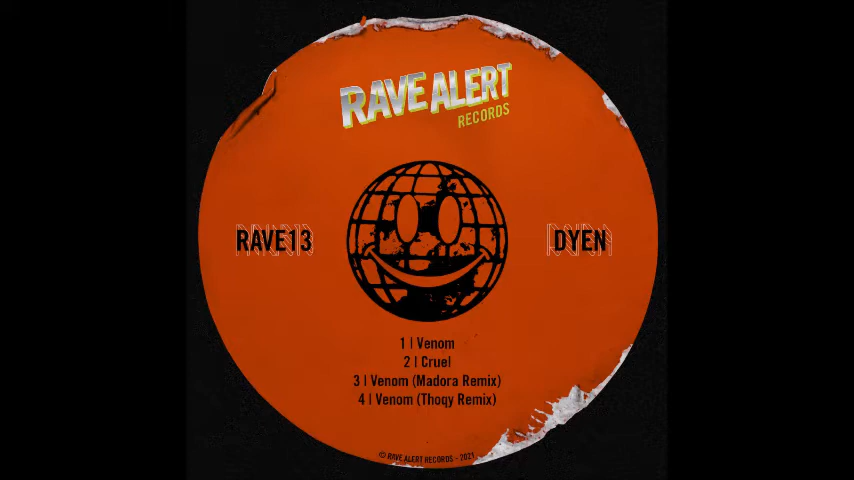 RAVE ALERT
RECORDS
RAVE13
DYEN
1 | Venom
2 | Cruel
3 | Venom (Madora Remix)
4 | Venom (Thoqy Remix)
© RAVE ALERT RECORDS - 2021